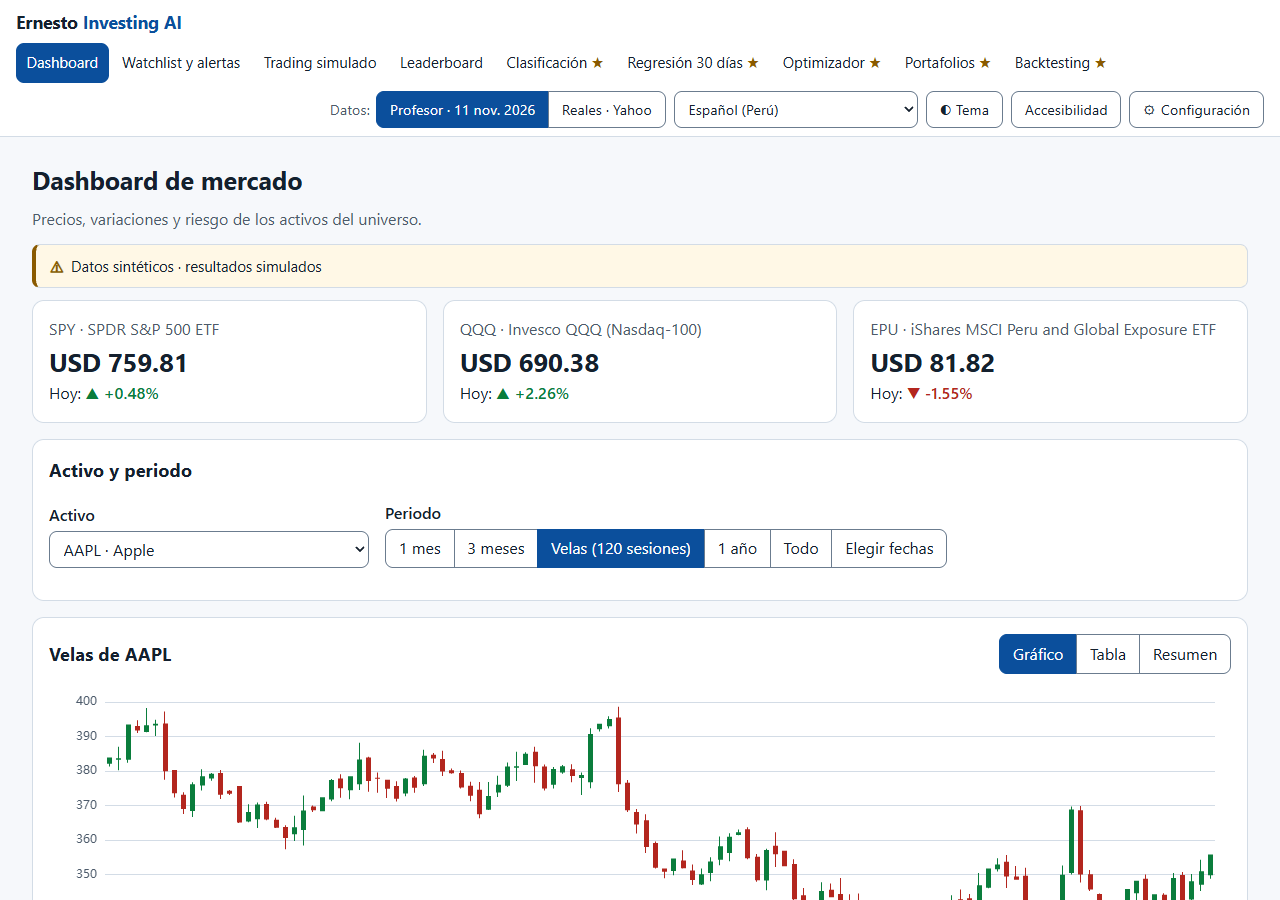 Ernesto Investing AI
Dashboard Watchlist y alertas Trading simulado Leaderboard Clasificación ★ Regresión 30 días ★ Optimizador ★ Portafolios ★ Backtesting ★
Datos: Profesor · 11 nov. 2026 Reales · Yahoo Español (Perú) ◐ Tema Accesibilidad ⚙ Configuración
Dashboard de mercado
Precios, variaciones y riesgo de los activos del universo.
⚠ Datos sintéticos · resultados simulados
SPY · SPDR S&P 500 ETF
USD 759.81
Hoy: ▲ +0.48%
QQQ · Invesco QQQ (Nasdaq-100)
USD 690.38
Hoy: ▲ +2.26%
EPU · iShares MSCI Peru and Global Exposure ETF
USD 81.82
Hoy: ▼ -1.55%
Activo y periodo
Activo
AAPL · Apple
Periodo
1 mes 3 meses Velas (120 sesiones) 1 año Todo Elegir fechas
Velas de AAPL
Gráfico Tabla Resumen
400
390
380
370
360
350